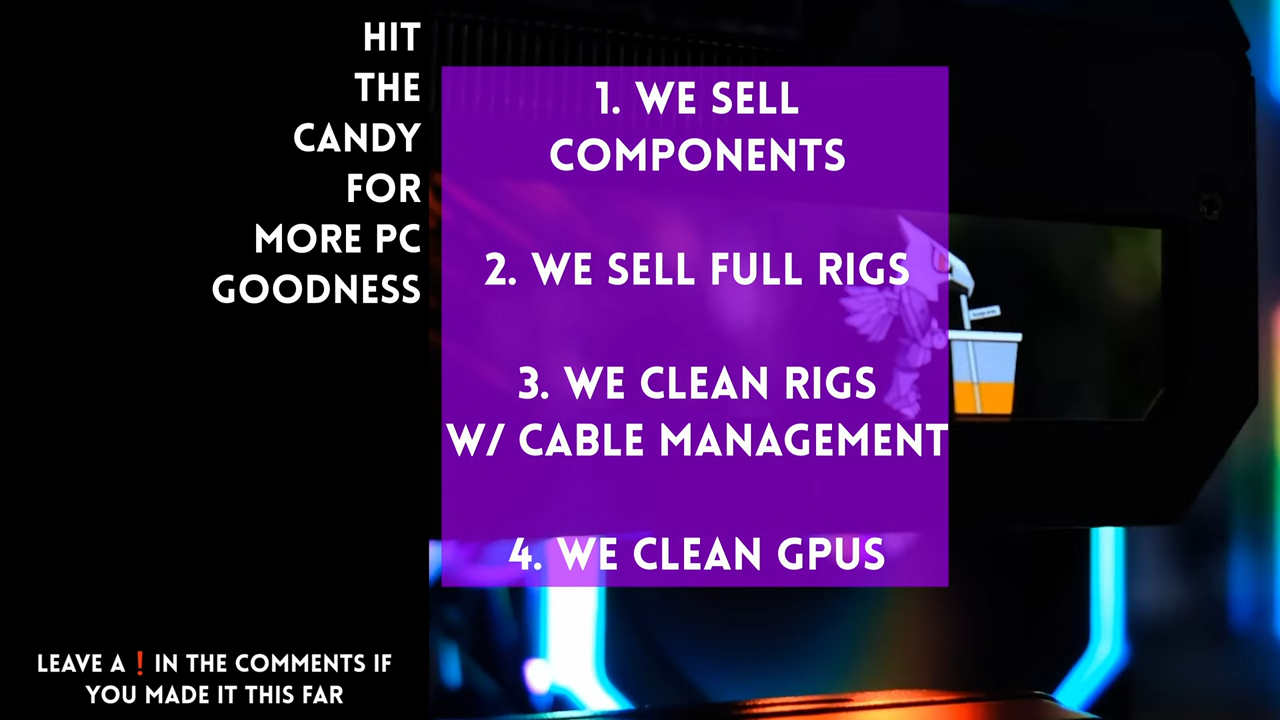 HIT
THE
CANDY
FOR
MORE PC
GOODNESS
1. WE SELL
COMPONENTS
2. WE SELL FULL RIGS
3. WE CLEAN RIGS
W/ CABLE MANAGEMENT
4. WE CLEAN GPUS
LEAVE A ❗ IN THE COMMENTS IF
YOU MADE IT THIS FAR